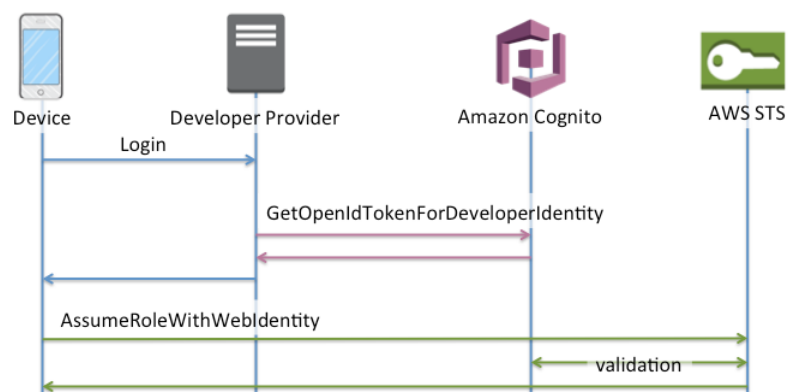 Device
Developer Provider
Amazon Cognito
AWS STS
Login
GetOpenIdTokenForDeveloperIdentity
AssumeRoleWithWebIdentity
validation